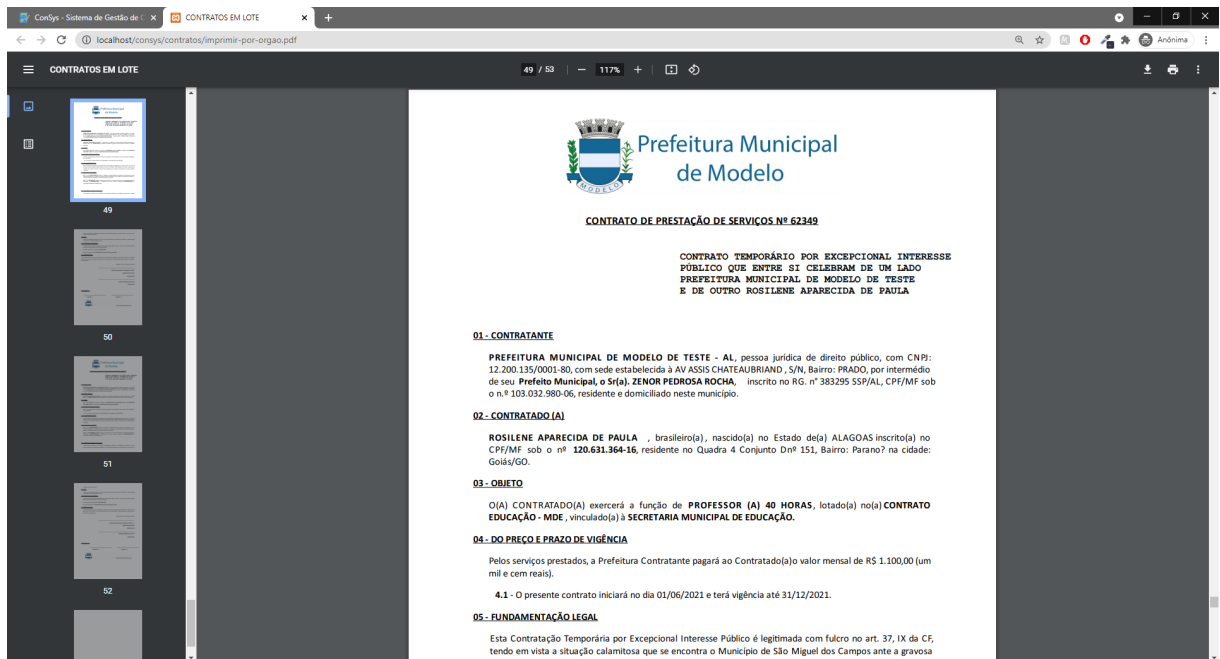 ConSys - Sistema de Gestão de C
CONTRATOS EM LOTE
localhost/consys/contratos/imprimir-por-orgao.pdf
Anônima
CONTRATOS EM LOTE
49 / 53
117%
49
50
51
52
Prefeitura Municipal
de Modelo
MODELO
CONTRATO DE PRESTAÇÃO DE SERVIÇOS Nº 62349
CONTRATO TEMPORÁRIO POR EXCEPCIONAL INTERESSE
PÚBLICO QUE ENTRE SI CELEBRAM DE UM LADO
PREFEITURA MUNICIPAL DE MODELO DE TESTE
E DE OUTRO ROSILENE APARECIDA DE PAULA
01 - CONTRATANTE
PREFEITURA MUNICIPAL DE MODELO DE TESTE - AL, pessoa jurídica de direito público, com CNPJ:
12.200.135/0001-80, com sede estabelecida à AV ASSIS CHATEAUBRIAND , S/N, Bairro: PRADO, por intermédio
de seu Prefeito Municipal, o Sr(a). ZENOR PEDROSA ROCHA, inscrito no RG. n° 383295 SSP/AL, CPF/MF sob
o n.º 103.032.980-06, residente e domiciliado neste município.
02 - CONTRATADO (A)
ROSILENE APARECIDA DE PAULA , brasileiro(a), nascido(a) no Estado de(a) ALAGOAS inscrito(a) no
CPF/MF sob o nº 120.631.364-16, residente no Quadra 4 Conjunto Dnº 151, Bairro: Parano? na cidade:
Goiás/GO.
03 - OBJETO
O(A) CONTRATADO(A) exercerá a função de PROFESSOR (A) 40 HORAS, lotado(a) no(a) CONTRATO
EDUCAÇÃO - MDE , vinculado(a) à SECRETARIA MUNICIPAL DE EDUCAÇÃO.
04 - DO PREÇO E PRAZO DE VIGÊNCIA
Pelos serviços prestados, a Prefeitura Contratante pagará ao Contratado(a)o valor mensal de R$ 1.100,00 (um
mil e cem reais).
4.1 - O presente contrato iniciará no dia 01/06/2021 e terá vigência até 31/12/2021.
05 - FUNDAMENTAÇÃO LEGAL
Esta Contratação Temporária por Excepcional Interesse Público é legitimada com fulcro no art. 37, IX da CF,
tendo em vista a situação calamitosa que se encontra o Município de São Miguel dos Campos ante a gravosa